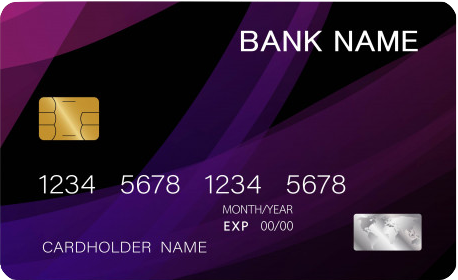 BANK NAME
1234 5678 1234 5678
MONTH/YEAR
EXP 00/00
CARDHOLDER NAME